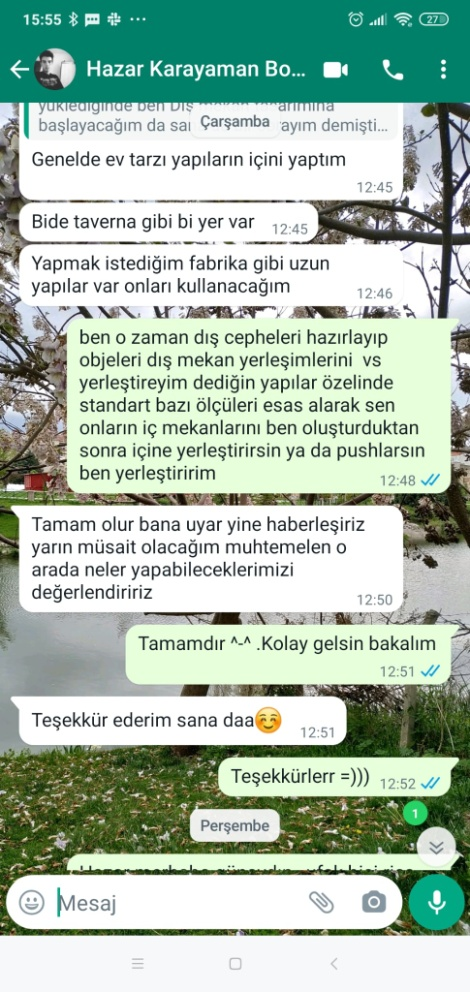 15:55
27
Hazar Karayaman Bo...
Çarşamba
başlayacağım da
yayım demişti...
Genelde ev tarzı yapıların içini yaptım
12:45
Bide taverna gibi bi yer var
12:45
Yapmak istediğim fabrika gibi uzun
yapılar var onları kullanacağım
12:46
ben o zaman dış cepheleri hazırlayıp
objeleri dış mekan yerleşimlerini vs
yerleştireyim dediğin yapılar özelinde
standart bazı ölçüleri esas alarak sen
onların iç mekanlarını ben oluşturduktan
sonra içine yerleştirirsin ya da pushlarsın
ben yerleştiririm
12:48
Tamam olur bana uyar yine haberleşiriz
yarın müsait olacağım muhtemelen o
arada neler yapabileceklerimizi
değerlendiririz
12:50
Tamamdır ^-^ .Kolay gelsin bakalım
12:51
Teşekkür ederim sana daa
12:51
Teşekkürlerr =)))
12:52
1
Perşembe
Mesaj